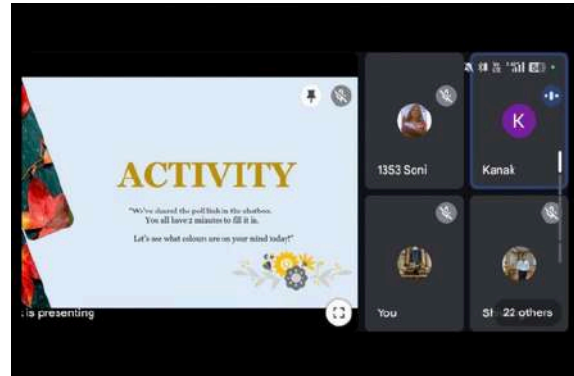 ACTIVITY
"We've shared the poll link in the chatbox.
You all have 2 minutes to fill it in.
Let's see what colours are on your mind today!"
is presenting
1353 Soni
K
Kanak
You
22 others